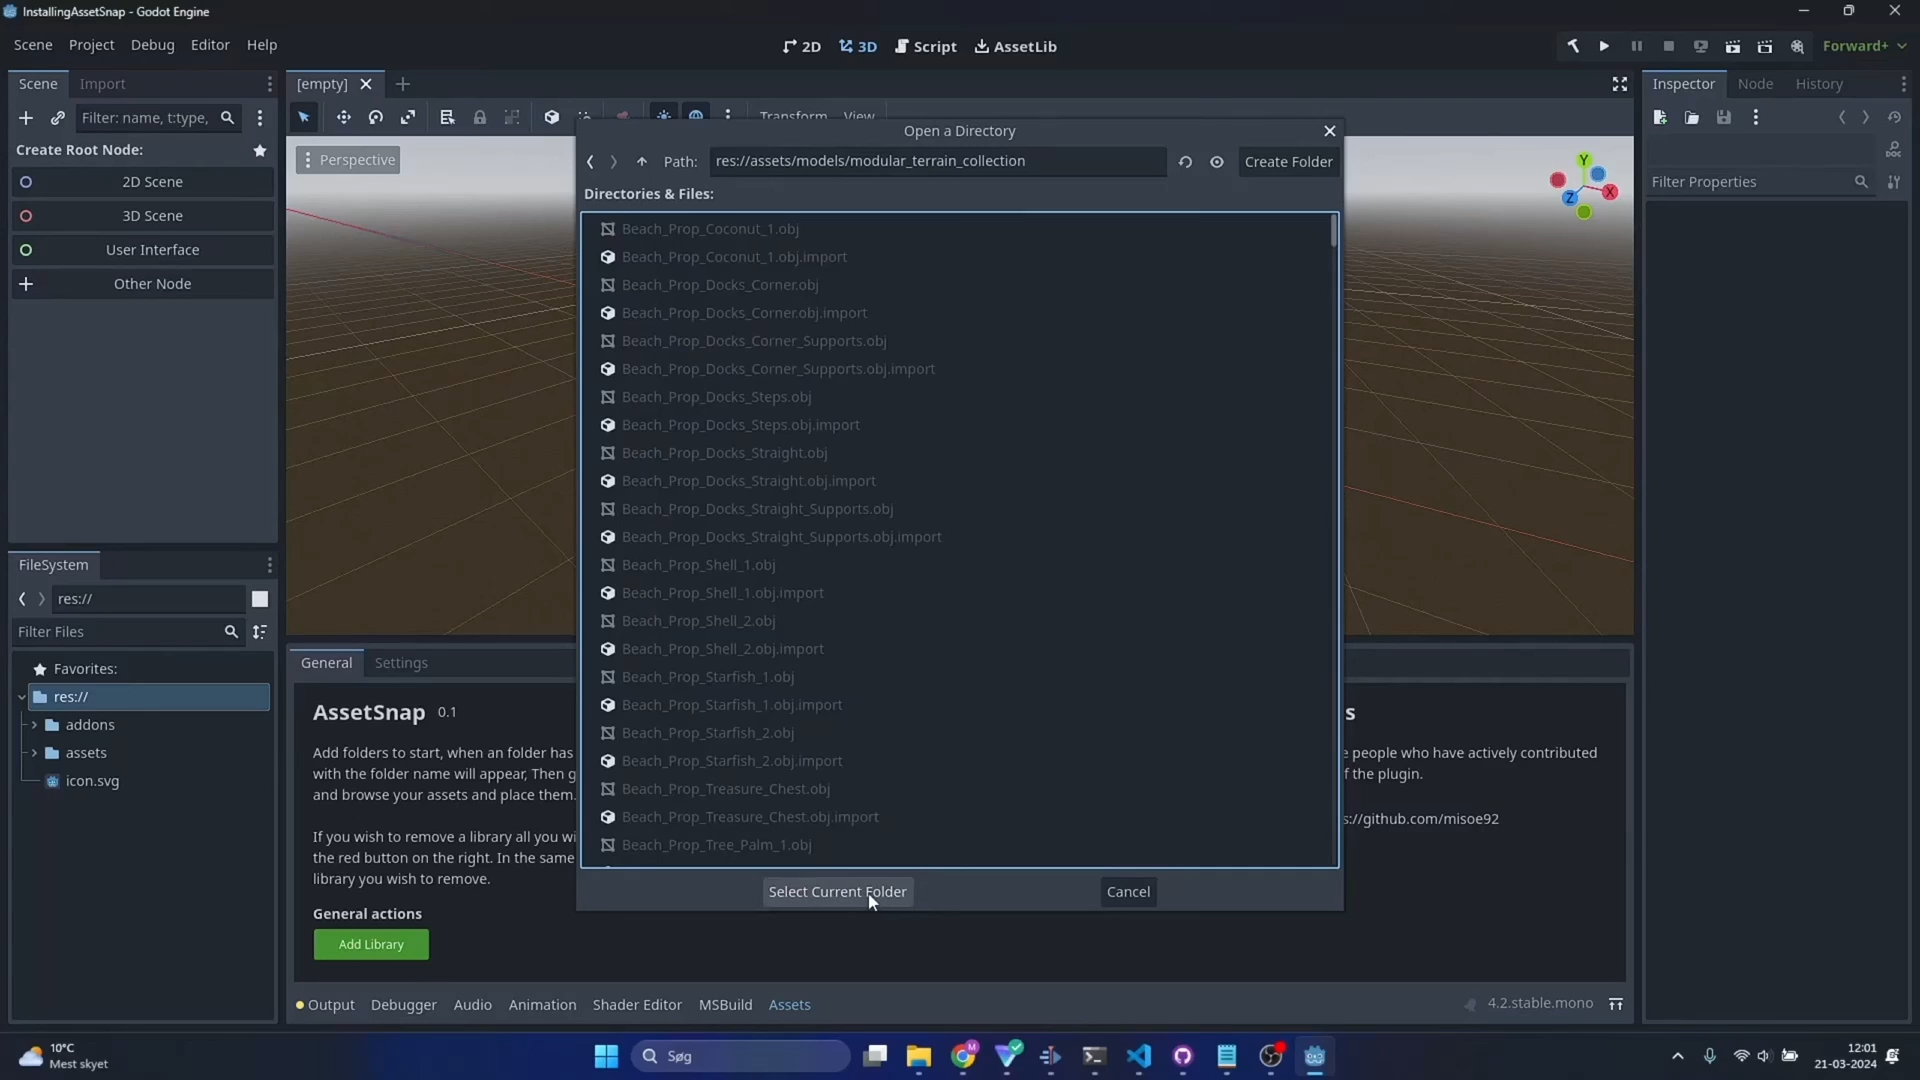 InstallingAssetSnap - Godot Engine
Scene Project Debug Editor Help
2D 3D Script AssetLib
Forward+
Scene Import
[empty]
Inspector Node History
Filter: name, t:type,
Transform View
Create Root Node:
2D Scene
3D Scene
User Interface
Other Node
Perspective
Y
X
Z
Filter Properties
Open a Directory
Path: res://assets/models/modular_terrain_collection Create Folder
Directories & Files:
Beach_Prop_Coconut_1.obj
Beach_Prop_Coconut_1.obj.import
Beach_Prop_Docks_Corner.obj
Beach_Prop_Docks_Corner.obj.import
Beach_Prop_Docks_Corner_Supports.obj
Beach_Prop_Docks_Corner_Supports.obj.import
Beach_Prop_Docks_Steps.obj
Beach_Prop_Docks_Steps.obj.import
Beach_Prop_Docks_Straight.obj
Beach_Prop_Docks_Straight.obj.import
Beach_Prop_Docks_Straight_Supports.obj
Beach_Prop_Docks_Straight_Supports.obj.import
Beach_Prop_Shell_1.obj
Beach_Prop_Shell_1.obj.import
Beach_Prop_Shell_2.obj
Beach_Prop_Shell_2.obj.import
Beach_Prop_Starfish_1.obj
Beach_Prop_Starfish_1.obj.import
Beach_Prop_Starfish_2.obj
Beach_Prop_Starfish_2.obj.import
Beach_Prop_Treasure_Chest.obj
Beach_Prop_Treasure_Chest.obj.import
Beach_Prop_Tree_Palm_1.obj
Select Current Folder Cancel
FileSystem
res://
Filter Files
Favorites:
res://
addons
assets
icon.svg
General Settings
AssetSnap 0.1
Add folders to start, when an folder has
with the folder name will appear, Then g
and browse your assets and place them.
If you wish to remove a library all you wi
the red button on the right. In the same
library you wish to remove.
General actions
Add Library
s
e people who have actively contributed
f the plugin.
s://github.com/misoe92
Output Debugger Audio Animation Shader Editor MSBuild Assets
4.2.stable.mono
10°C
Mest skyet
Søg
M
12:01
21-03-2024